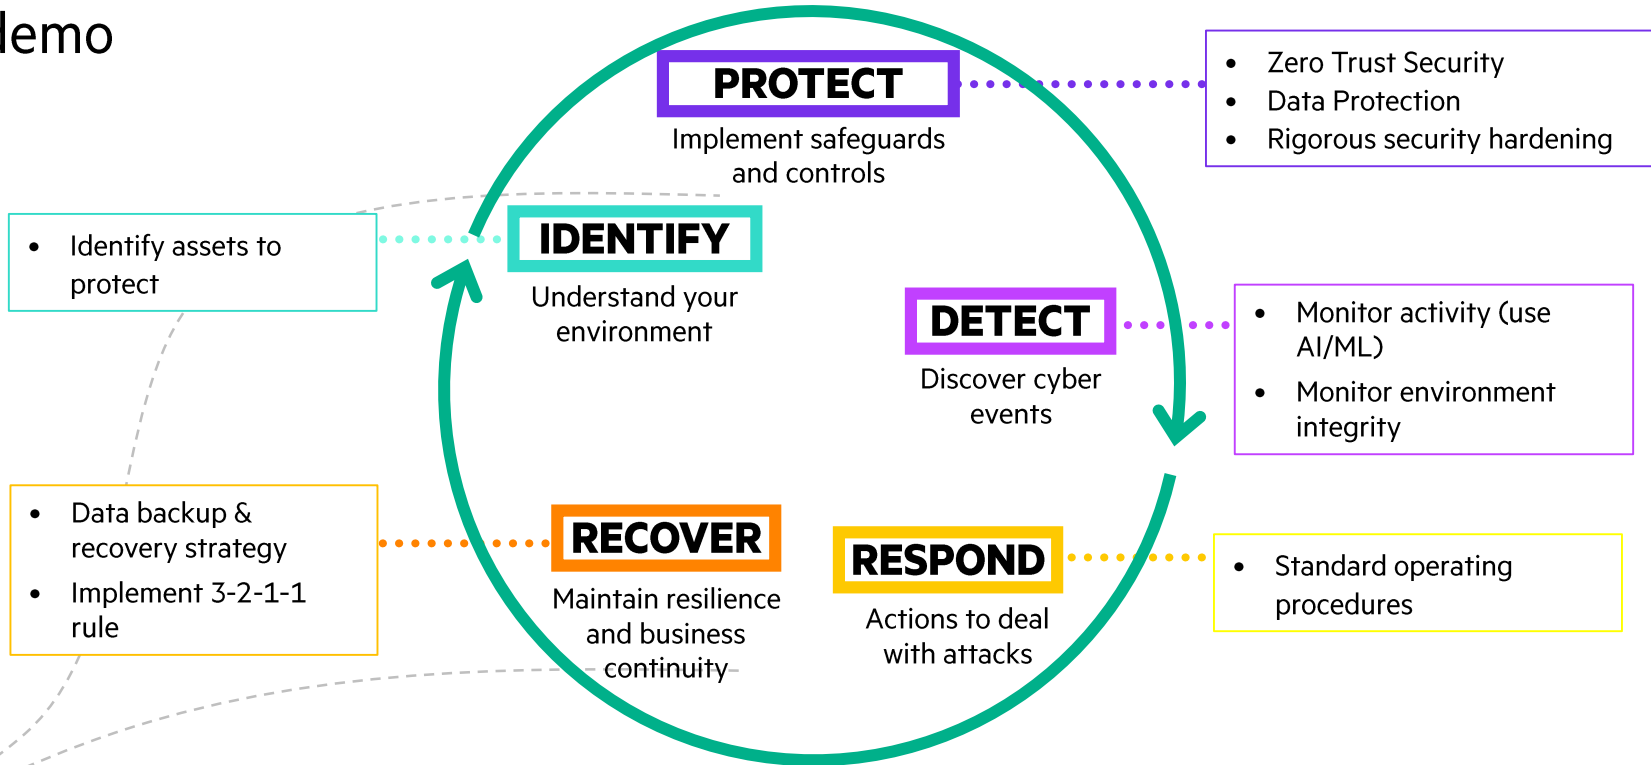 PROTECT
Implement safeguards
and controls
• Zero Trust Security
• Data Protection
• Rigorous security hardening
IDENTIFY
Understand your
environment
• Identify assets to
protect
DETECT
Discover cyber
events
• Monitor activity (use
AI/ML)
• Monitor environment
integrity
RESPOND
Actions to deal
with attacks
• Standard operating
procedures
RECOVER
Maintain resilience
and business
continuity
• Data backup &
recovery strategy
• Implement 3-2-1-1
rule